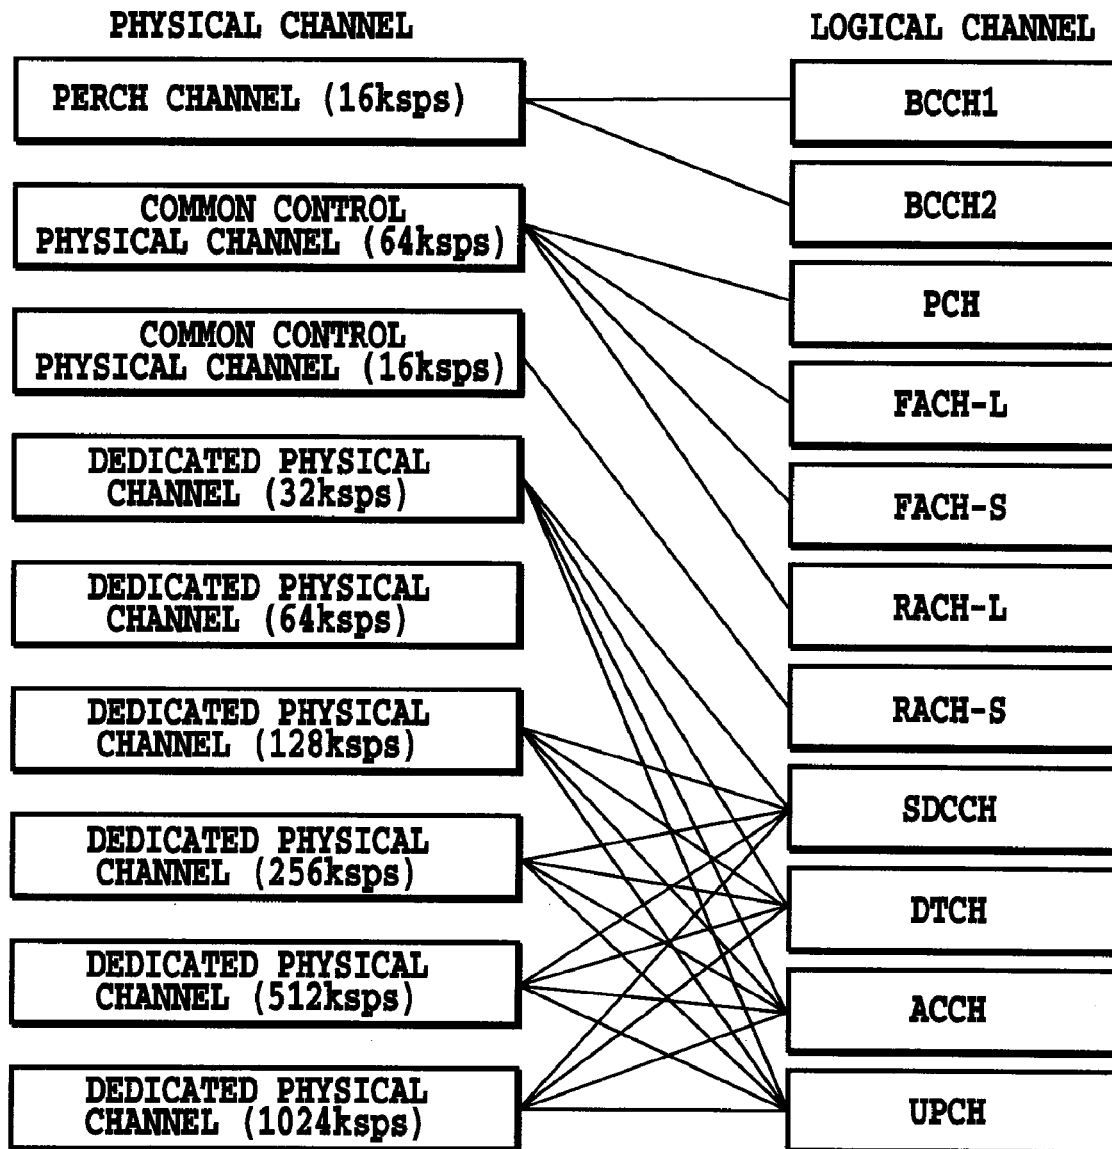 PHYSICAL CHANNEL
PERCH CHANNEL (16ksps)
COMMON CONTROL
PHYSICAL CHANNEL (64ksps)
COMMON CONTROL
PHYSICAL CHANNEL (16ksps)
DEDICATED PHYSICAL
CHANNEL (32ksps)
DEDICATED PHYSICAL
CHANNEL (64ksps)
DEDICATED PHYSICAL
CHANNEL (128ksps)
DEDICATED PHYSICAL
CHANNEL (256ksps)
DEDICATED PHYSICAL
CHANNEL (512ksps)
DEDICATED PHYSICAL
CHANNEL (1024ksps)
LOGICAL CHANNEL
BCCH1
BCCH2
PCH
FACH-L
FACH-S
RACH-L
RACH-S
SDCCH
DTCH
ACCH
UPCH